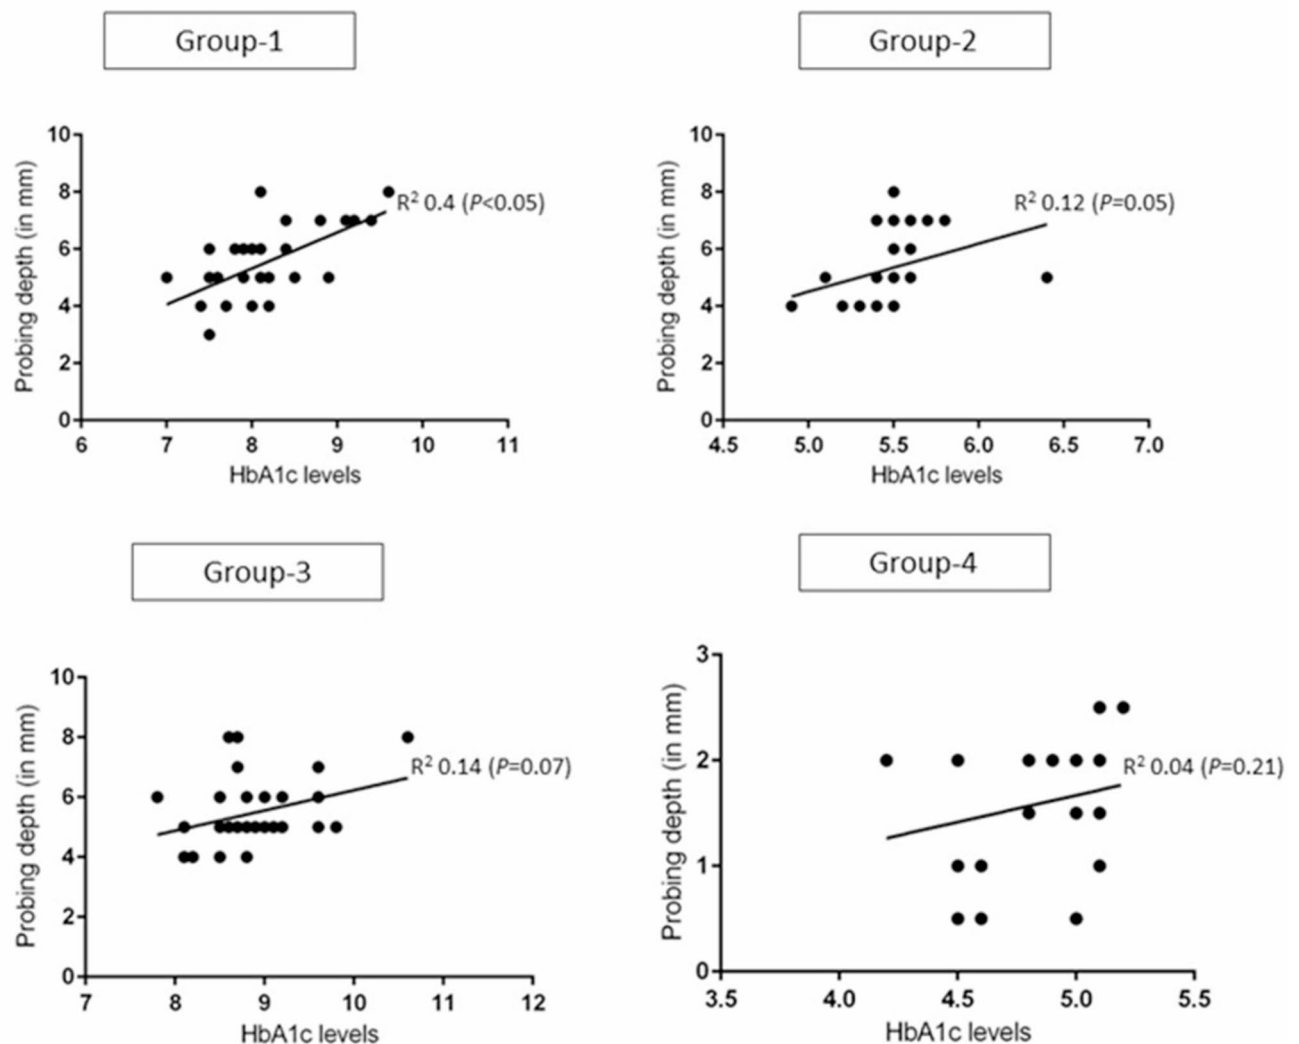 Group-1
10
8
6
4
2
0
Probing depth (in mm)
R² 0.4 (P<0.05)
6 7 8 9 10 11
HbA1c levels
Group-2
10
8
6
4
2
0
Probing depth (in mm)
R² 0.12 (P=0.05)
4.5 5.0 5.5 6.0 6.5 7.0
HbA1c levels
Group-3
10
8
6
4
2
0
Probing depth (in mm)
R² 0.14 (P=0.07)
7 8 9 10 11 12
HbA1c levels
Group-4
3
2
1
0
Probing depth (in mm)
R² 0.04 (P=0.21)
3.5 4.0 4.5 5.0 5.5
HbA1c levels